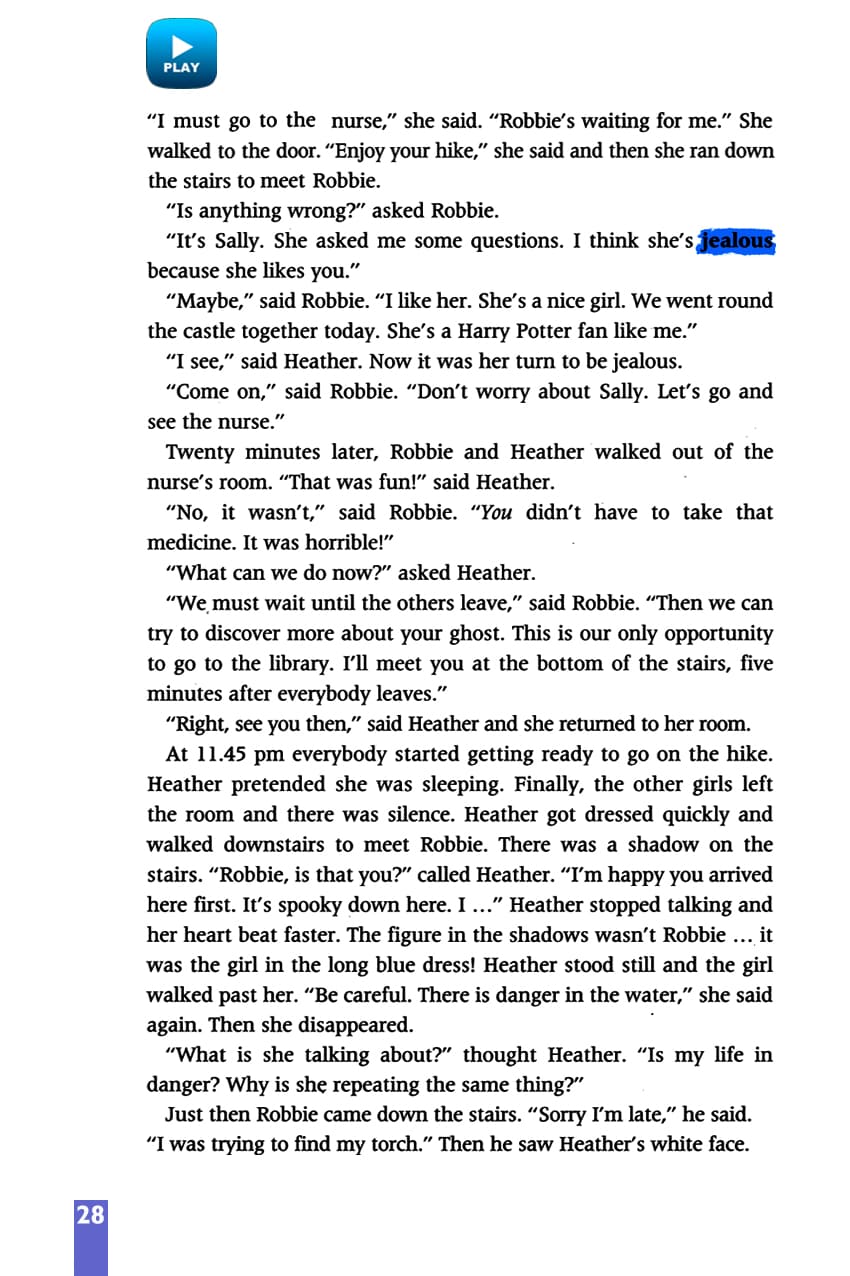 PLAY
“I must go to the nurse,” she said. “Robbie’s waiting for me.” She
walked to the door. “Enjoy your hike,” she said and then she ran down
the stairs to meet Robbie.
“Is anything wrong?” asked Robbie.
“It’s Sally. She asked me some questions. I think she’s jealous
because she likes you.”
“Maybe,” said Robbie. “I like her. She’s a nice girl. We went round
the castle together today. She’s a Harry Potter fan like me.”
“I see,” said Heather. Now it was her turn to be jealous.
“Come on,” said Robbie. “Don’t worry about Sally. Let’s go and
see the nurse.”
Twenty minutes later, Robbie and Heather walked out of the
nurse’s room. “That was fun!” said Heather.
“No, it wasn’t,” said Robbie. “You didn’t have to take that
medicine. It was horrible!”
“What can we do now?” asked Heather.
“We must wait until the others leave,” said Robbie. “Then we can
try to discover more about your ghost. This is our only opportunity
to go to the library. I’ll meet you at the bottom of the stairs, five
minutes after everybody leaves.”
“Right, see you then,” said Heather and she returned to her room.
At 11.45 pm everybody started getting ready to go on the hike.
Heather pretended she was sleeping. Finally, the other girls left
the room and there was silence. Heather got dressed quickly and
walked downstairs to meet Robbie. There was a shadow on the
stairs. “Robbie, is that you?” called Heather. “I’m happy you arrived
here first. It’s spooky down here. I ...” Heather stopped talking and
her heart beat faster. The figure in the shadows wasn’t Robbie ... it
was the girl in the long blue dress! Heather stood still and the girl
walked past her. “Be careful. There is danger in the water,” she said
again. Then she disappeared.
“What is she talking about?” thought Heather. “Is my life in
danger? Why is she repeating the same thing?”
Just then Robbie came down the stairs. “Sorry I’m late,” he said.
“I was trying to find my torch.” Then he saw Heather’s white face.
28